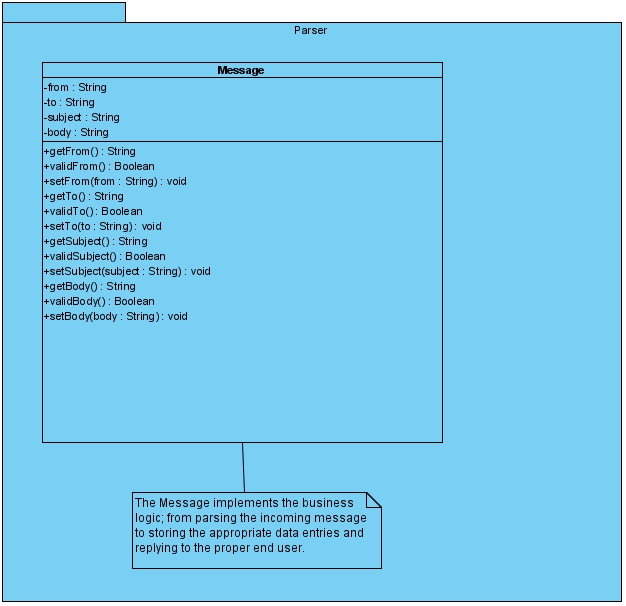 Parser
Message
-from : String
-to : String
-subject : String
-body : String
+getFrom() : String
+validFrom() : Boolean
+setFrom(from : String) : void
+getTo() : String
+validTo() : Boolean
+setTo(to : String) : void
+getSubject() : String
+validSubject() : Boolean
+setSubject(subject : String) : void
+getBody() : String
+validBody() : Boolean
+setBody(body : String) : void
The Message implements the business
logic; from parsing the incoming message
to storing the appropriate data entries and
replying to the proper end user.